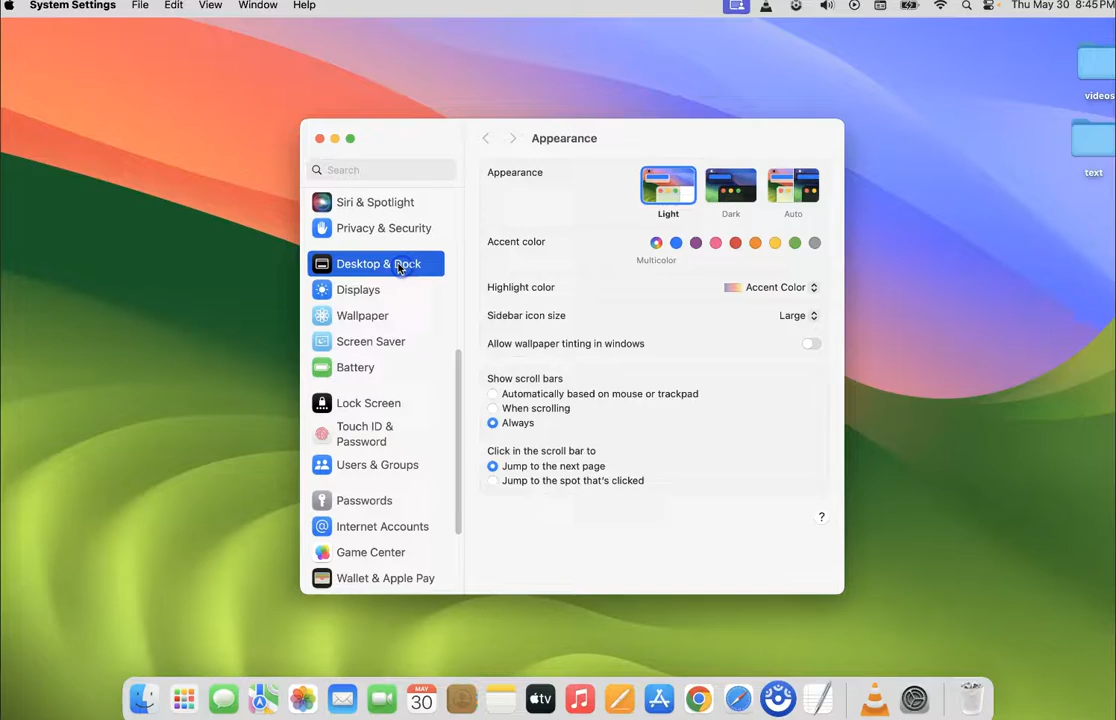 System Settings File Edit View Window Help Thu May 30 8:45 PM
videos
text
Search
Siri & Spotlight
Privacy & Security
Desktop & Dock
Displays
Wallpaper
Screen Saver
Battery
Lock Screen
Touch ID &
Password
Users & Groups
Passwords
Internet Accounts
Game Center
Wallet & Apple Pay
Appearance
Appearance
Light Dark Auto
Accent color
Multicolor
Highlight color Accent Color
Sidebar icon size Large
Allow wallpaper tinting in windows
Show scroll bars
Automatically based on mouse or trackpad
When scrolling
Always
Click in the scroll bar to
Jump to the next page
Jump to the spot that's clicked
?
MAY
30
tv